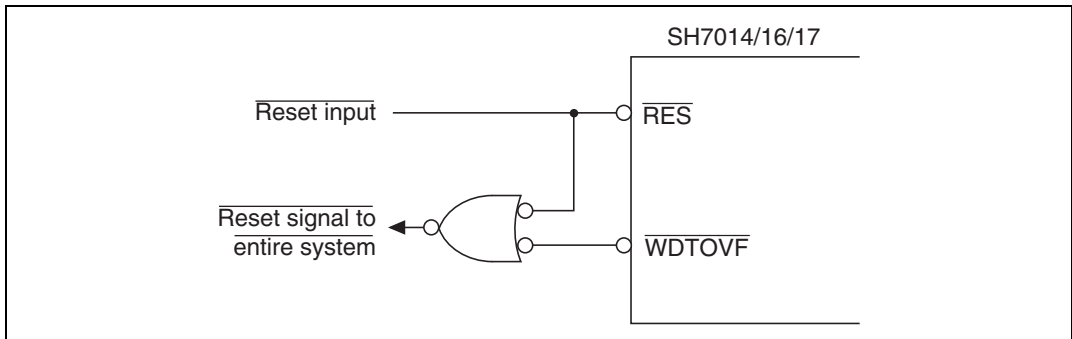 SH7014/16/17
Reset input
RES
Reset signal to
entire system
WDTOVF